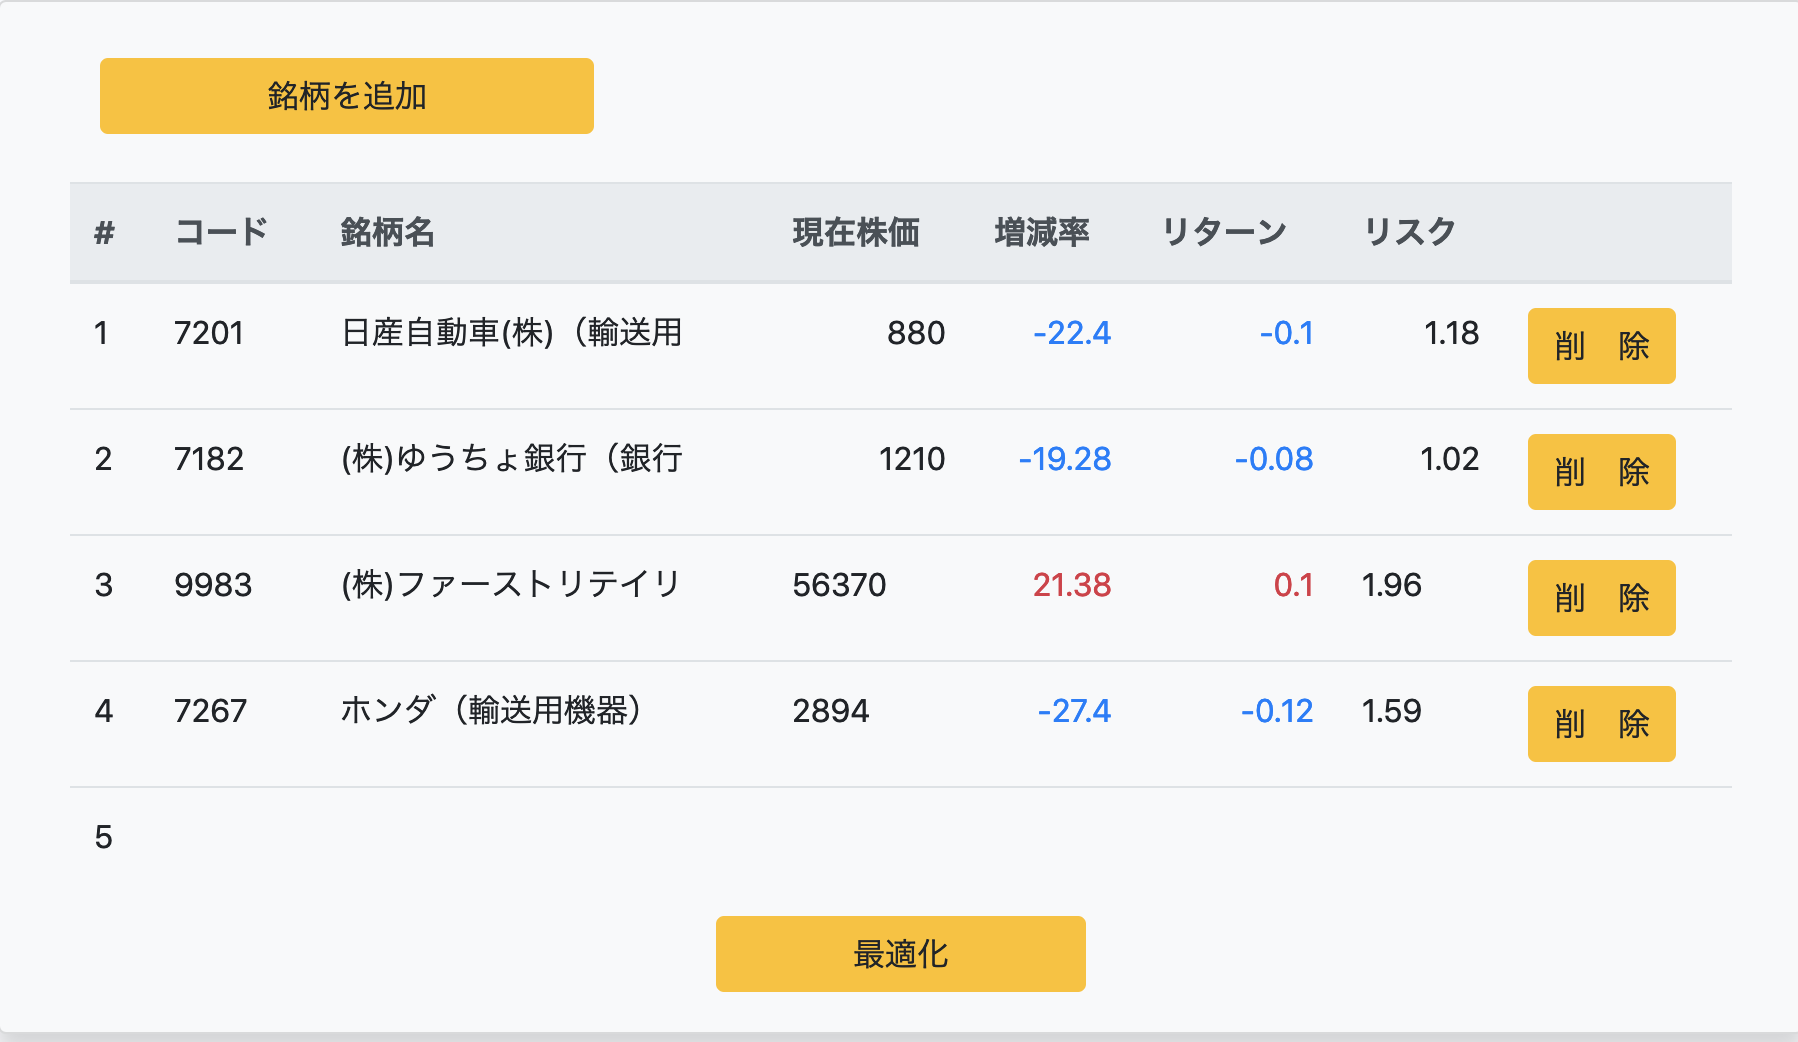 銘柄を追加
# コード 銘柄名 現在株価 増減率 リターン リスク
1 7201 日産自動車(株)（輸送用 880 -22.4 -0.1 1.18 削　除
2 7182 (株)ゆうちょ銀行（銀行 1210 -19.28 -0.08 1.02 削　除
3 9983 (株)ファーストリテイリ 56370 21.38 0.1 1.96 削　除
4 7267 ホンダ（輸送用機器） 2894 -27.4 -0.12 1.59 削　除
5
最適化